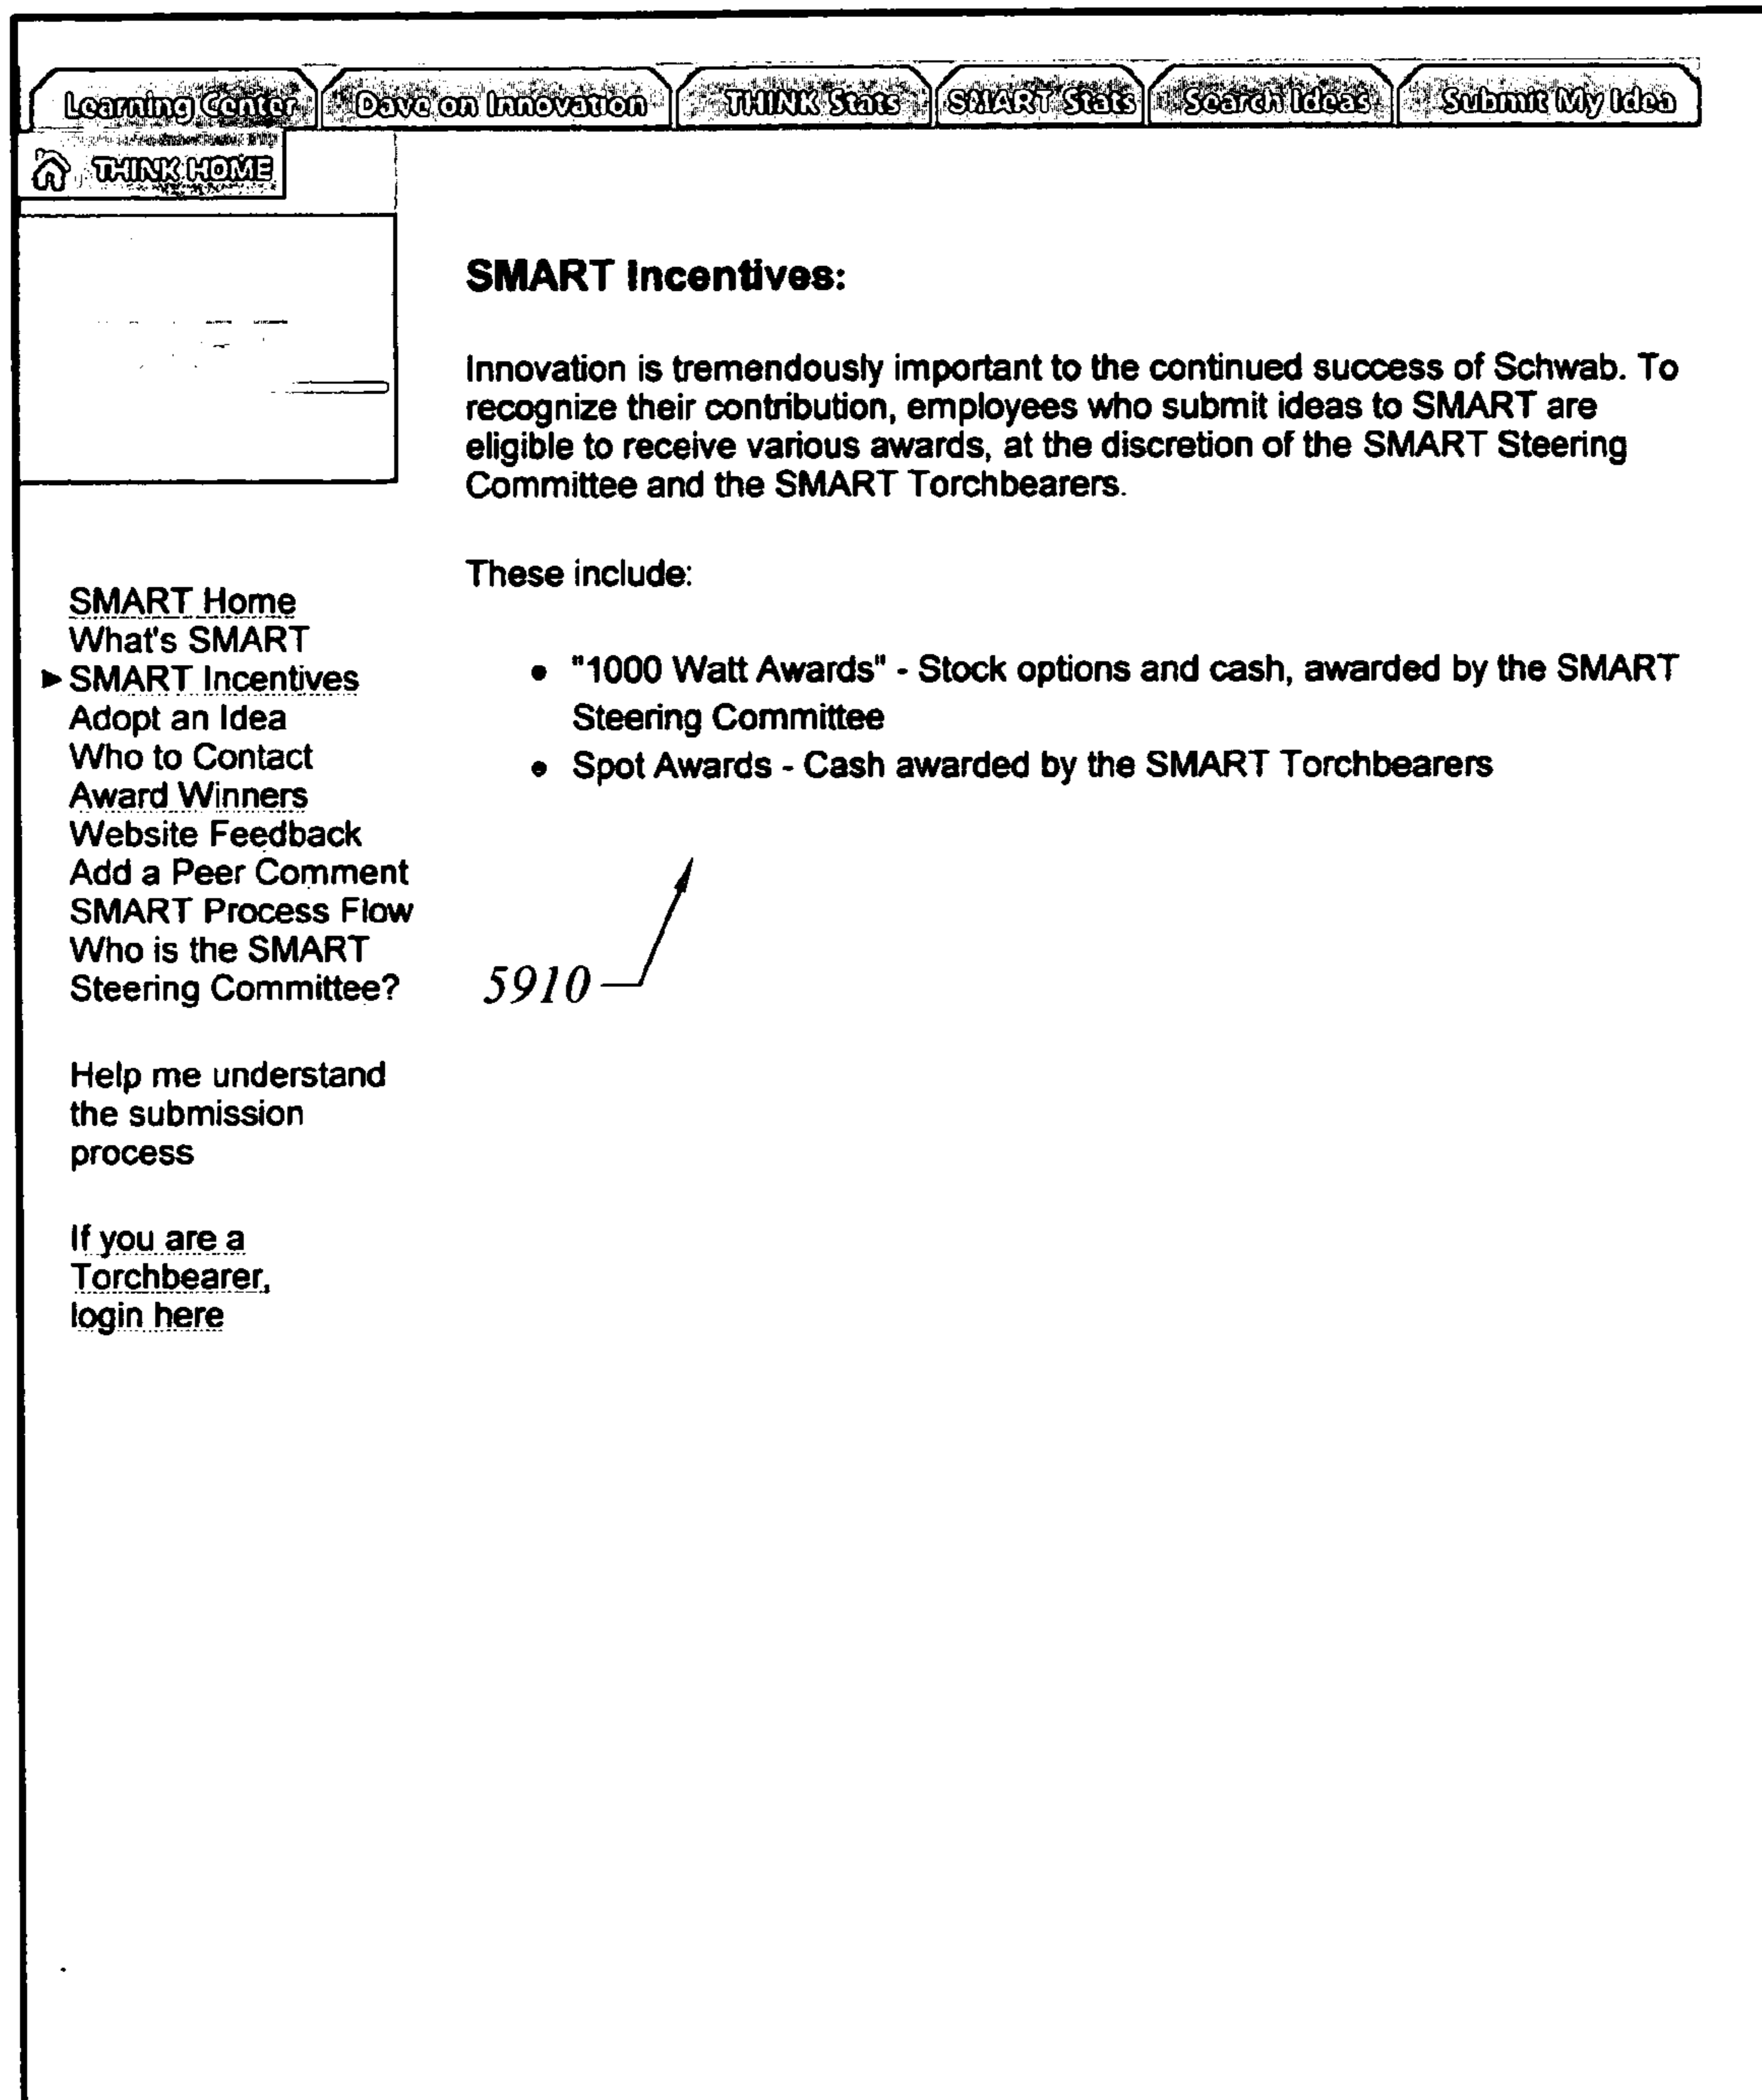 Learning Center Dave on Innovation THINK Stats SMART Stats Search Ideas Submit My Idea
THINK HOME
SMART Incentives:
Innovation is tremendously important to the continued success of Schwab. To
recognize their contribution, employees who submit ideas to SMART are
eligible to receive various awards, at the discretion of the SMART Steering
Committee and the SMART Torchbearers.
These include:
• "1000 Watt Awards" - Stock options and cash, awarded by the SMART
Steering Committee
• Spot Awards - Cash awarded by the SMART Torchbearers
5910
SMART Home
What's SMART
►SMART Incentives
Adopt an Idea
Who to Contact
Award Winners
Website Feedback
Add a Peer Comment
SMART Process Flow
Who is the SMART
Steering Committee?
Help me understand
the submission
process
If you are a
Torchbearer,
login here